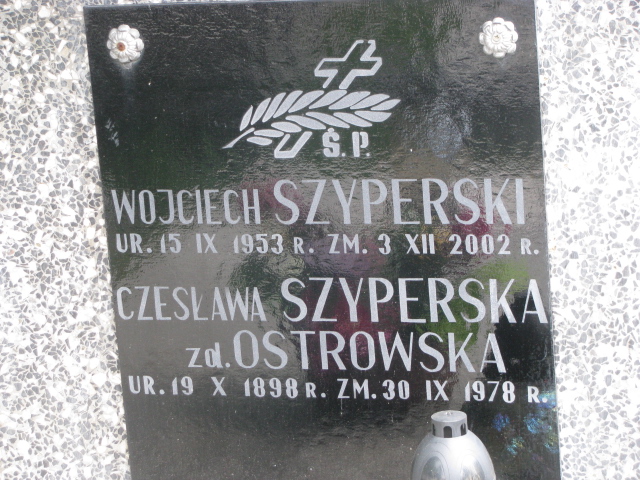 Ś.P.
WOJCIECH SZYPERSKI
UR. 15 IX 1953 R. ZM. 3 XII 2002 R.
CZESŁAWA SZYPERSKA
zd. OSTROWSKA
UR. 19 X 1898 R. ZM. 30 IX 1978 R.